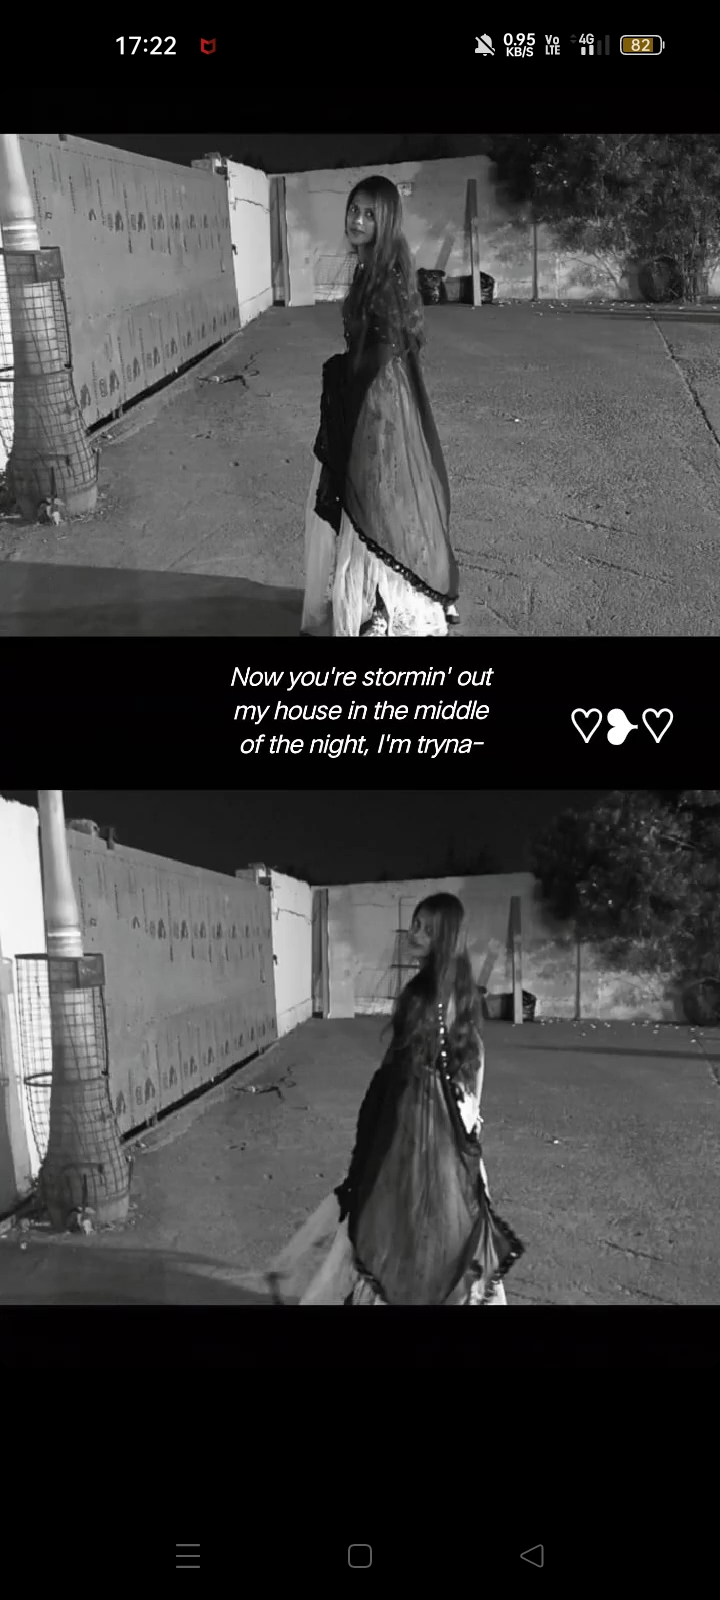 17:22
0.95
KB/S
Vo
LTE
4G
82
Now you're stormin' out
my house in the middle
of the night, I'm tryna-